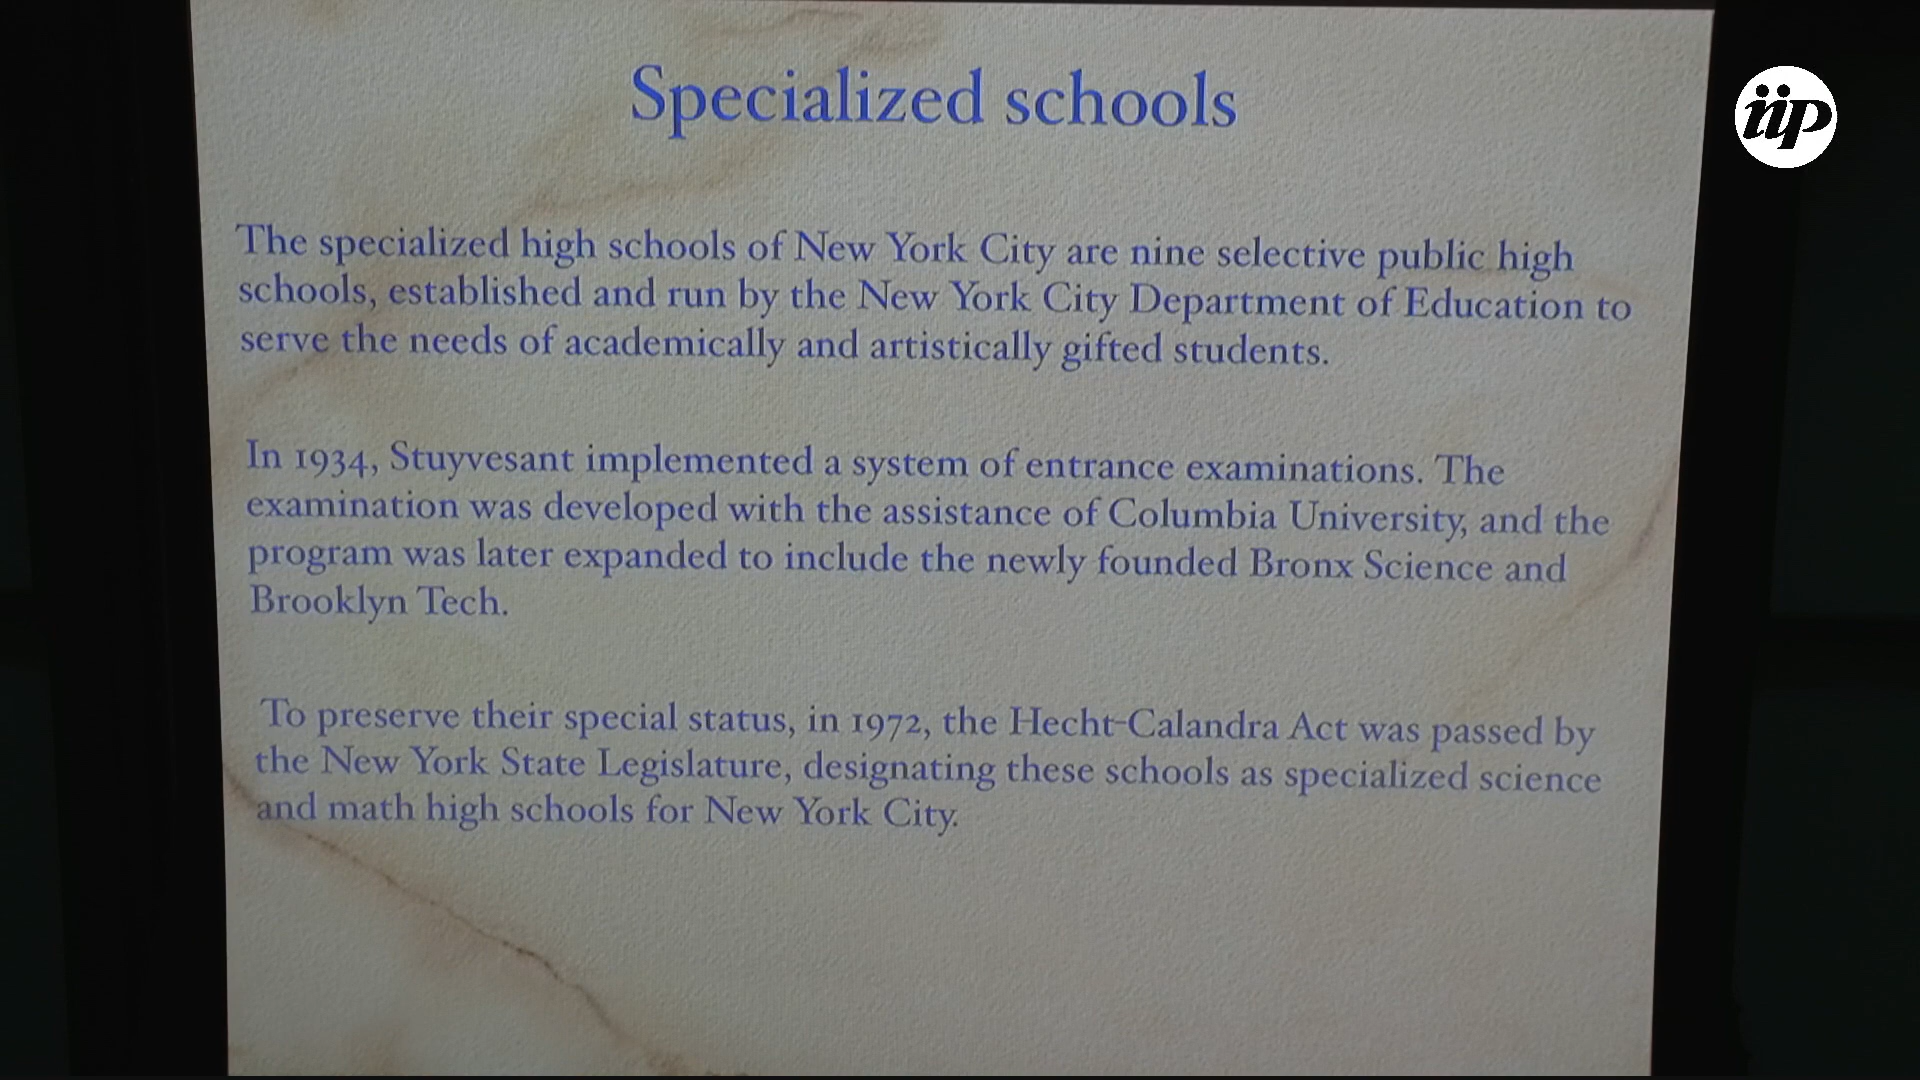 Specialized schools
iip
The specialized high schools of New York City are nine selective public high
schools, established and run by the New York City Department of Education to
serve the needs of academically and artistically gifted students.
In 1934, Stuyvesant implemented a system of entrance examinations. The
examination was developed with the assistance of Columbia University, and the
program was later expanded to include the newly founded Bronx Science and
Brooklyn Tech.
To preserve their special status, in 1972, the Hecht-Calandra Act was passed by
the New York State Legislature, designating these schools as specialized science
and math high schools for New York City.